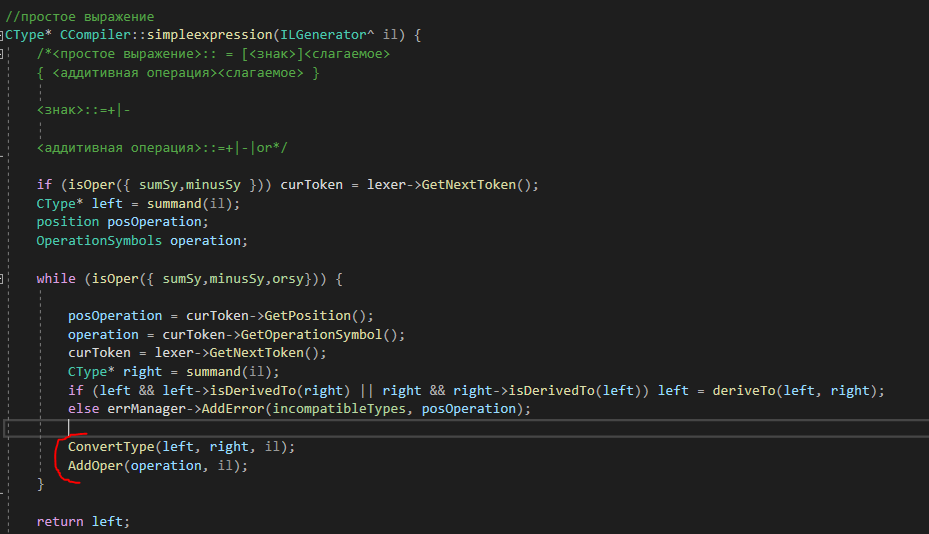 //простое выражение
CType* CCompiler::simpleexpression(ILGenerator^ il) {
/*<простое выражение>:: = [<знак>]<слагаемое>
{ <аддитивная операция><слагаемое> }
<знак>::=+|-
<аддитивная операция>::=+|-|or*/
if (isOper({ sumSy,minusSy })) curToken = lexer->GetNextToken();
CType* left = summand(il);
position posOperation;
OperationSymbols operation;
while (isOper({ sumSy,minusSy,orsy})) {
posOperation = curToken->GetPosition();
operation = curToken->GetOperationSymbol();
curToken = lexer->GetNextToken();
CType* right = summand(il);
if (left && left->isDerivedTo(right) || right && right->isDerivedTo(left)) left = deriveTo(left, right);
else errManager->AddError(incompatibleTypes, posOperation);
ConvertType(left, right, il);
AddOper(operation, il);
}
return left;